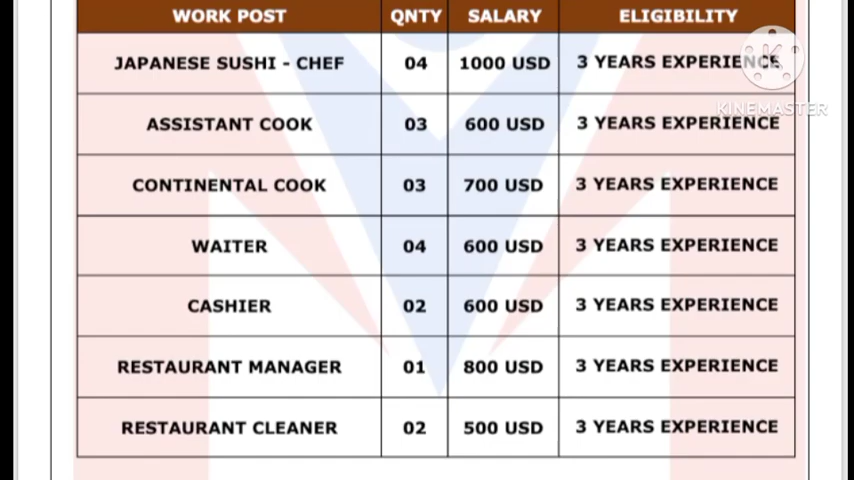 WORK POST QNTY SALARY ELIGIBILITY
JAPANESE SUSHI - CHEF 04 1000 USD 3 YEARS EXPERIENCE
KINEMASTER
ASSISTANT COOK 03 600 USD 3 YEARS EXPERIENCE
CONTINENTAL COOK 03 700 USD 3 YEARS EXPERIENCE
WAITER 04 600 USD 3 YEARS EXPERIENCE
CASHIER 02 600 USD 3 YEARS EXPERIENCE
RESTAURANT MANAGER 01 800 USD 3 YEARS EXPERIENCE
RESTAURANT CLEANER 02 500 USD 3 YEARS EXPERIENCE